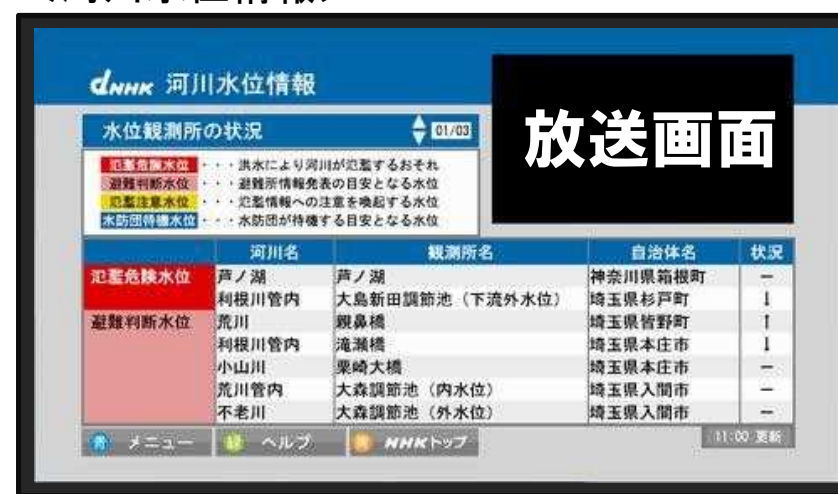 dNHK 河川水位情報
放送画面
水位観測所の状況 01/03
氾濫危険水位・・・洪水により河川が氾濫するおそれ
避難判断水位・・・避難所情報発表の目安となる水位
氾濫注意水位・・・氾濫情報への注意を喚起する水位
水防団待機水位・・・水防団が待機する目安となる水位
河川名 観測所名 自治体名 状況
氾濫危険水位 芦ノ湖 芦ノ湖 神奈川県箱根町 −
利根川管内 大島新田調節池（下流外水位） 埼玉県杉戸町 ↓
避難判断水位 荒川 親鼻橋 埼玉県皆野町 ↑
利根川管内 滝瀬橋 埼玉県本庄市 ↓
小山川 栗崎大橋 埼玉県本庄市 −
荒川管内 大森調節池（内水位） 埼玉県入間市 −
不老川 大森調節池（外水位） 埼玉県入間市 −
青 メニュー 緑 ヘルプ 黄 NHKトップ 11:00 更新